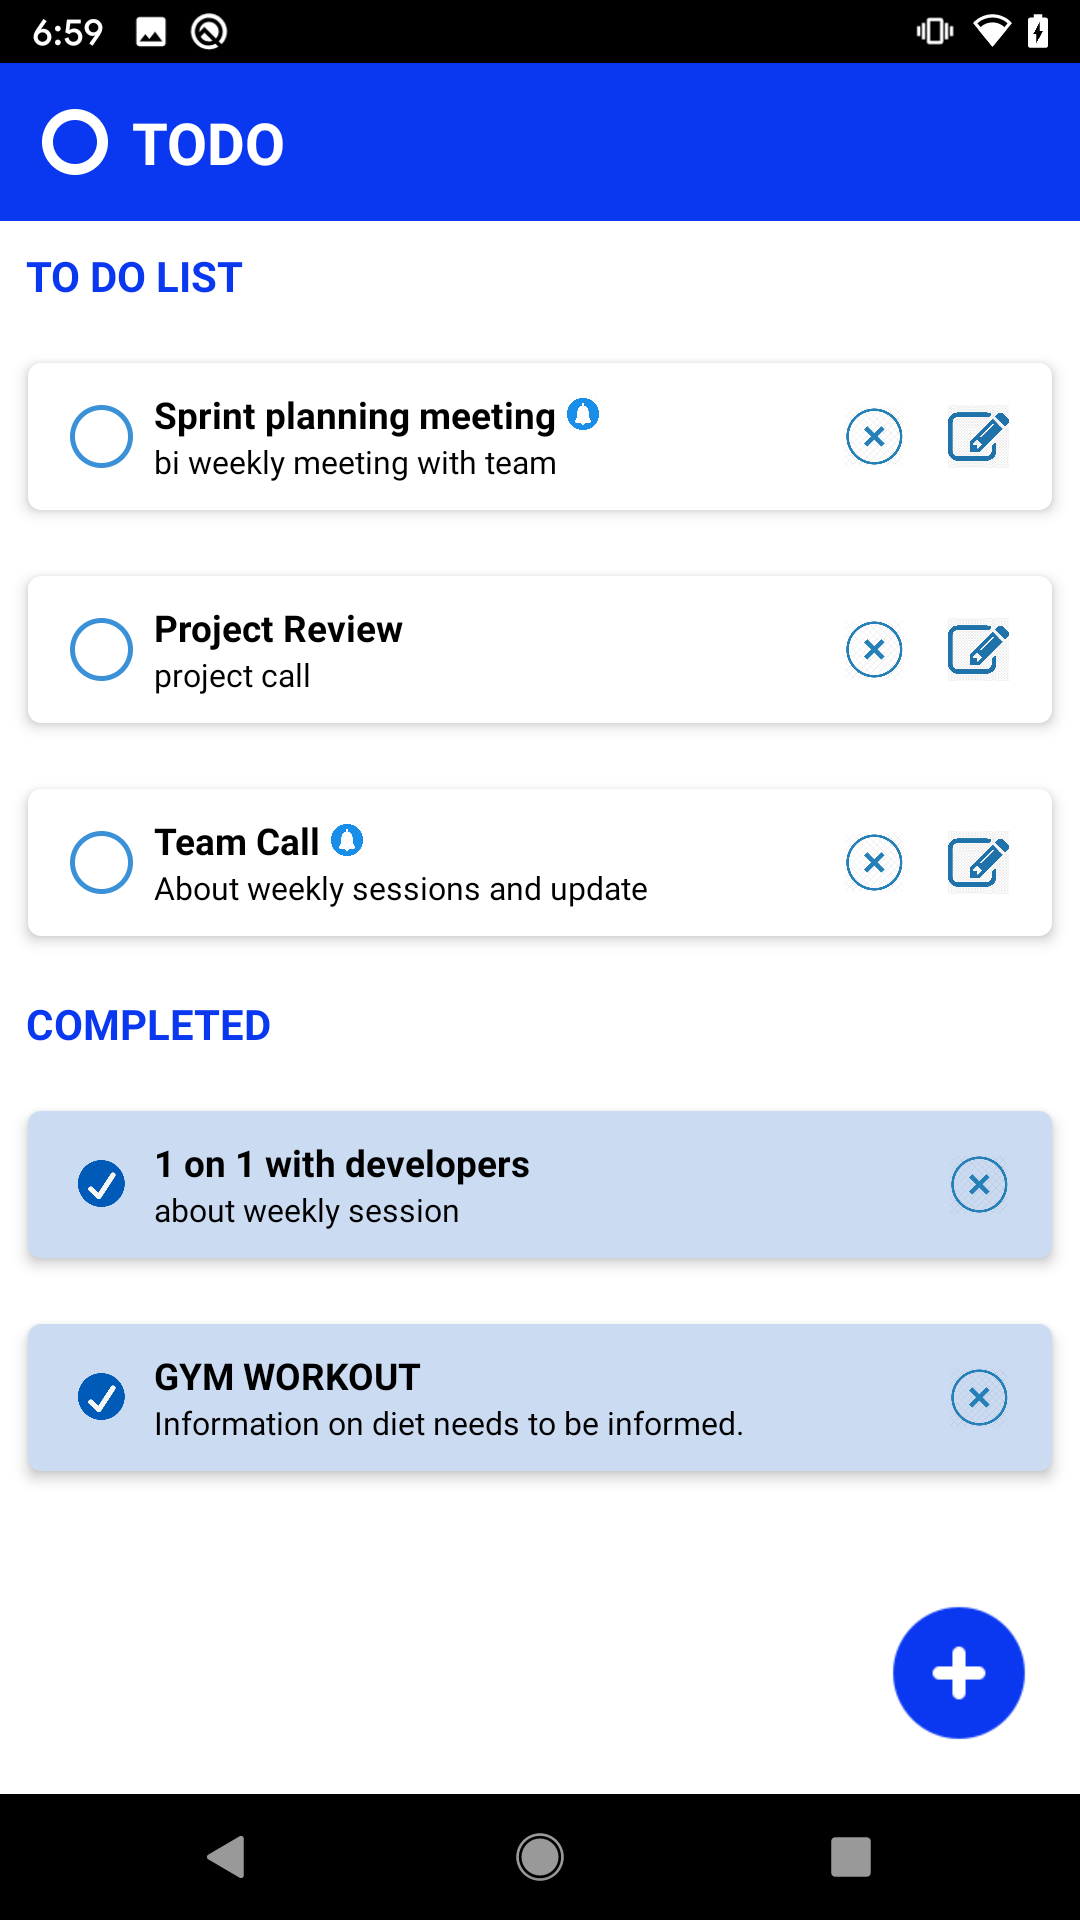 6:59
TODO
TO DO LIST
Sprint planning meeting
bi weekly meeting with team
Project Review
project call
Team Call
About weekly sessions and update
COMPLETED
1 on 1 with developers
about weekly session
GYM WORKOUT
Information on diet needs to be informed.